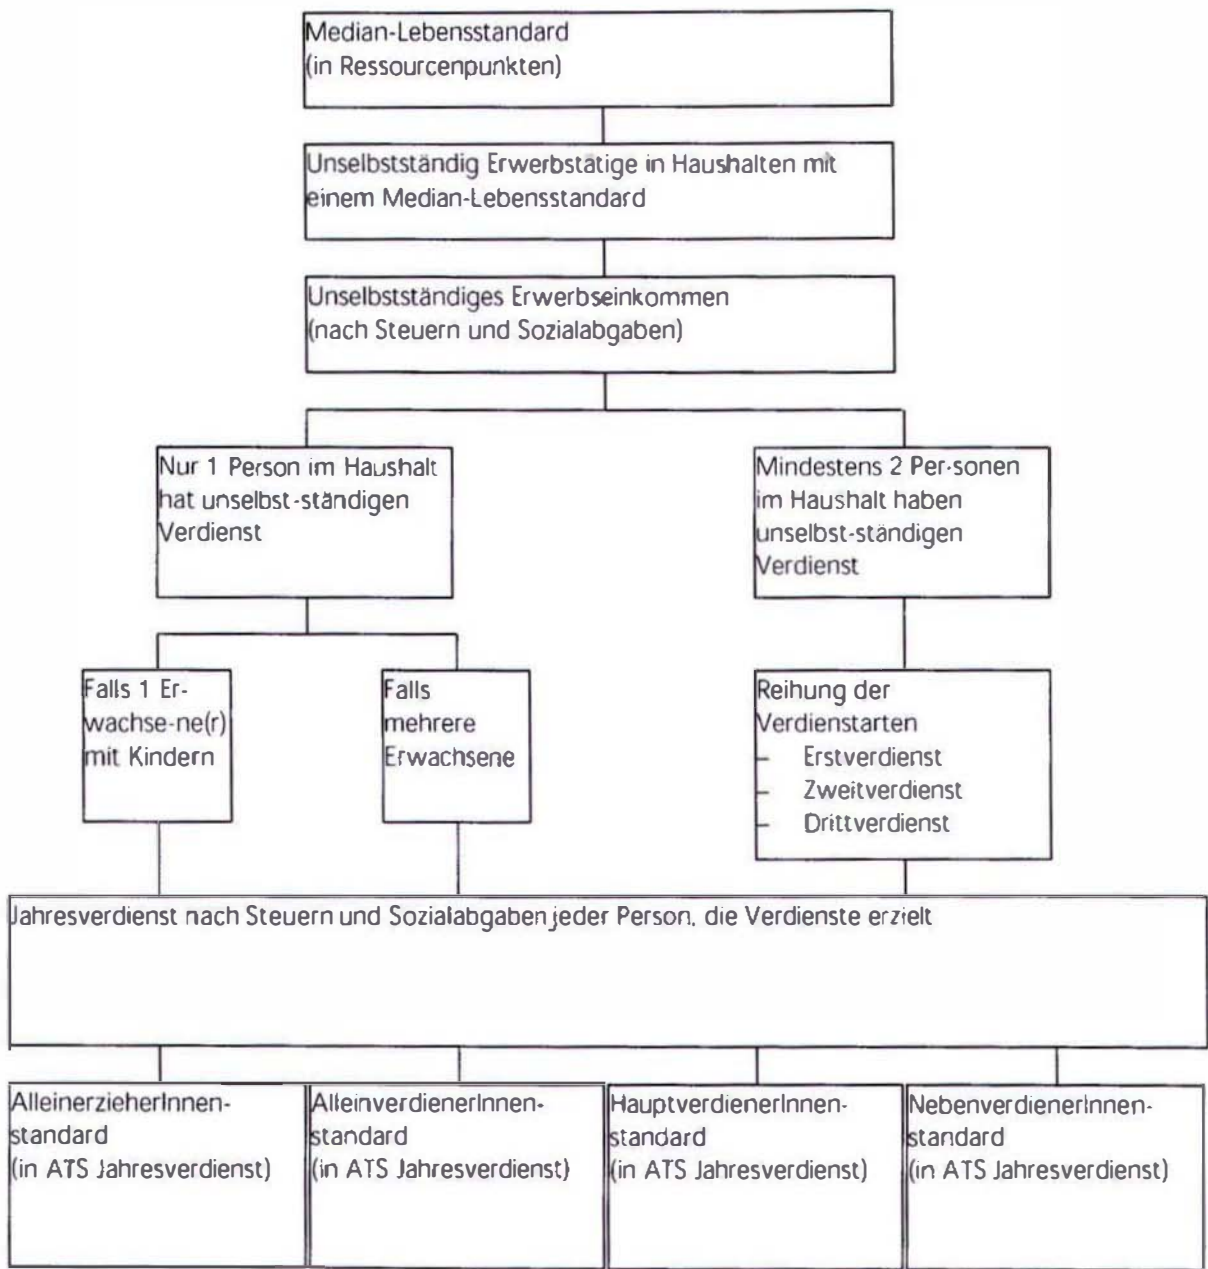 Median-Lebensstandard
(in Ressourcenpunkten)
Unselbstständig Erwerbstätige in Haushalten mit
einem Median-Lebensstandard
Unselbstständiges Erwerbseinkommen
(nach Steuern und Sozialabgaben)
Nur 1 Person im Haushalt
hat unselbst-ständigen
Verdienst
Mindestens 2 Per-sonen
im Haushalt haben
unselbst-ständigen
Verdienst
Falls 1 Er-
wachse-ne(r)
mit Kindern
Falls
mehrere
Erwachsene
Reihung der
Verdienstarten
– Erstverdienst
– Zweitverdienst
– Drittverdienst
Jahresverdienst nach Steuern und Sozialabgaben jeder Person, die Verdienste erzielt
AlleinerzieherInnen-
standard
(in ATS Jahresverdienst)
AlleinverdienerInnen-
standard
(in ATS Jahresverdienst)
HauptverdienerInnen-
standard
(in ATS Jahresverdienst)
NebenverdienerInnen-
standard
(in ATS Jahresverdienst)